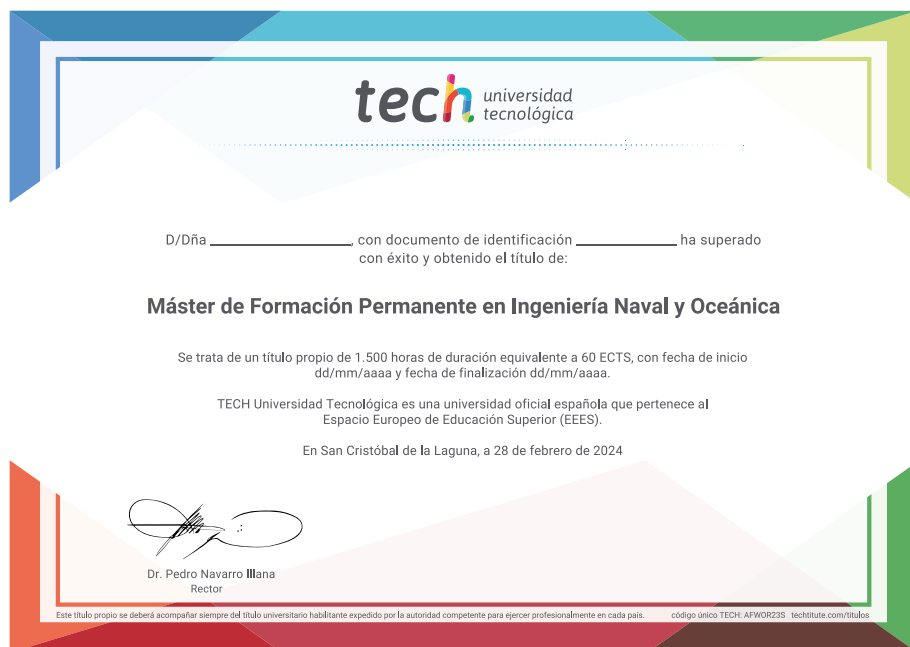 tech universidad
tecnológica
D/Dña ______________, con documento de identificación __________ ha superado
con éxito y obtenido el título de:
Máster de Formación Permanente en Ingeniería Naval y Oceánica
Se trata de un título propio de 1.500 horas de duración equivalente a 60 ECTS, con fecha de inicio
dd/mm/aaaa y fecha de finalización dd/mm/aaaa.
TECH Universidad Tecnológica es una universidad oficial española que pertenece al
Espacio Europeo de Educación Superior (EEES).
En San Cristóbal de la Laguna, a 28 de febrero de 2024
Dr. Pedro Navarro Illana
Rector
Este título propio se deberá acompañar siempre del título universitario habilitante expedido por la autoridad competente para ejercer profesionalmente en cada país. código único TECH: AFWOR23S techtitute.com/titulos